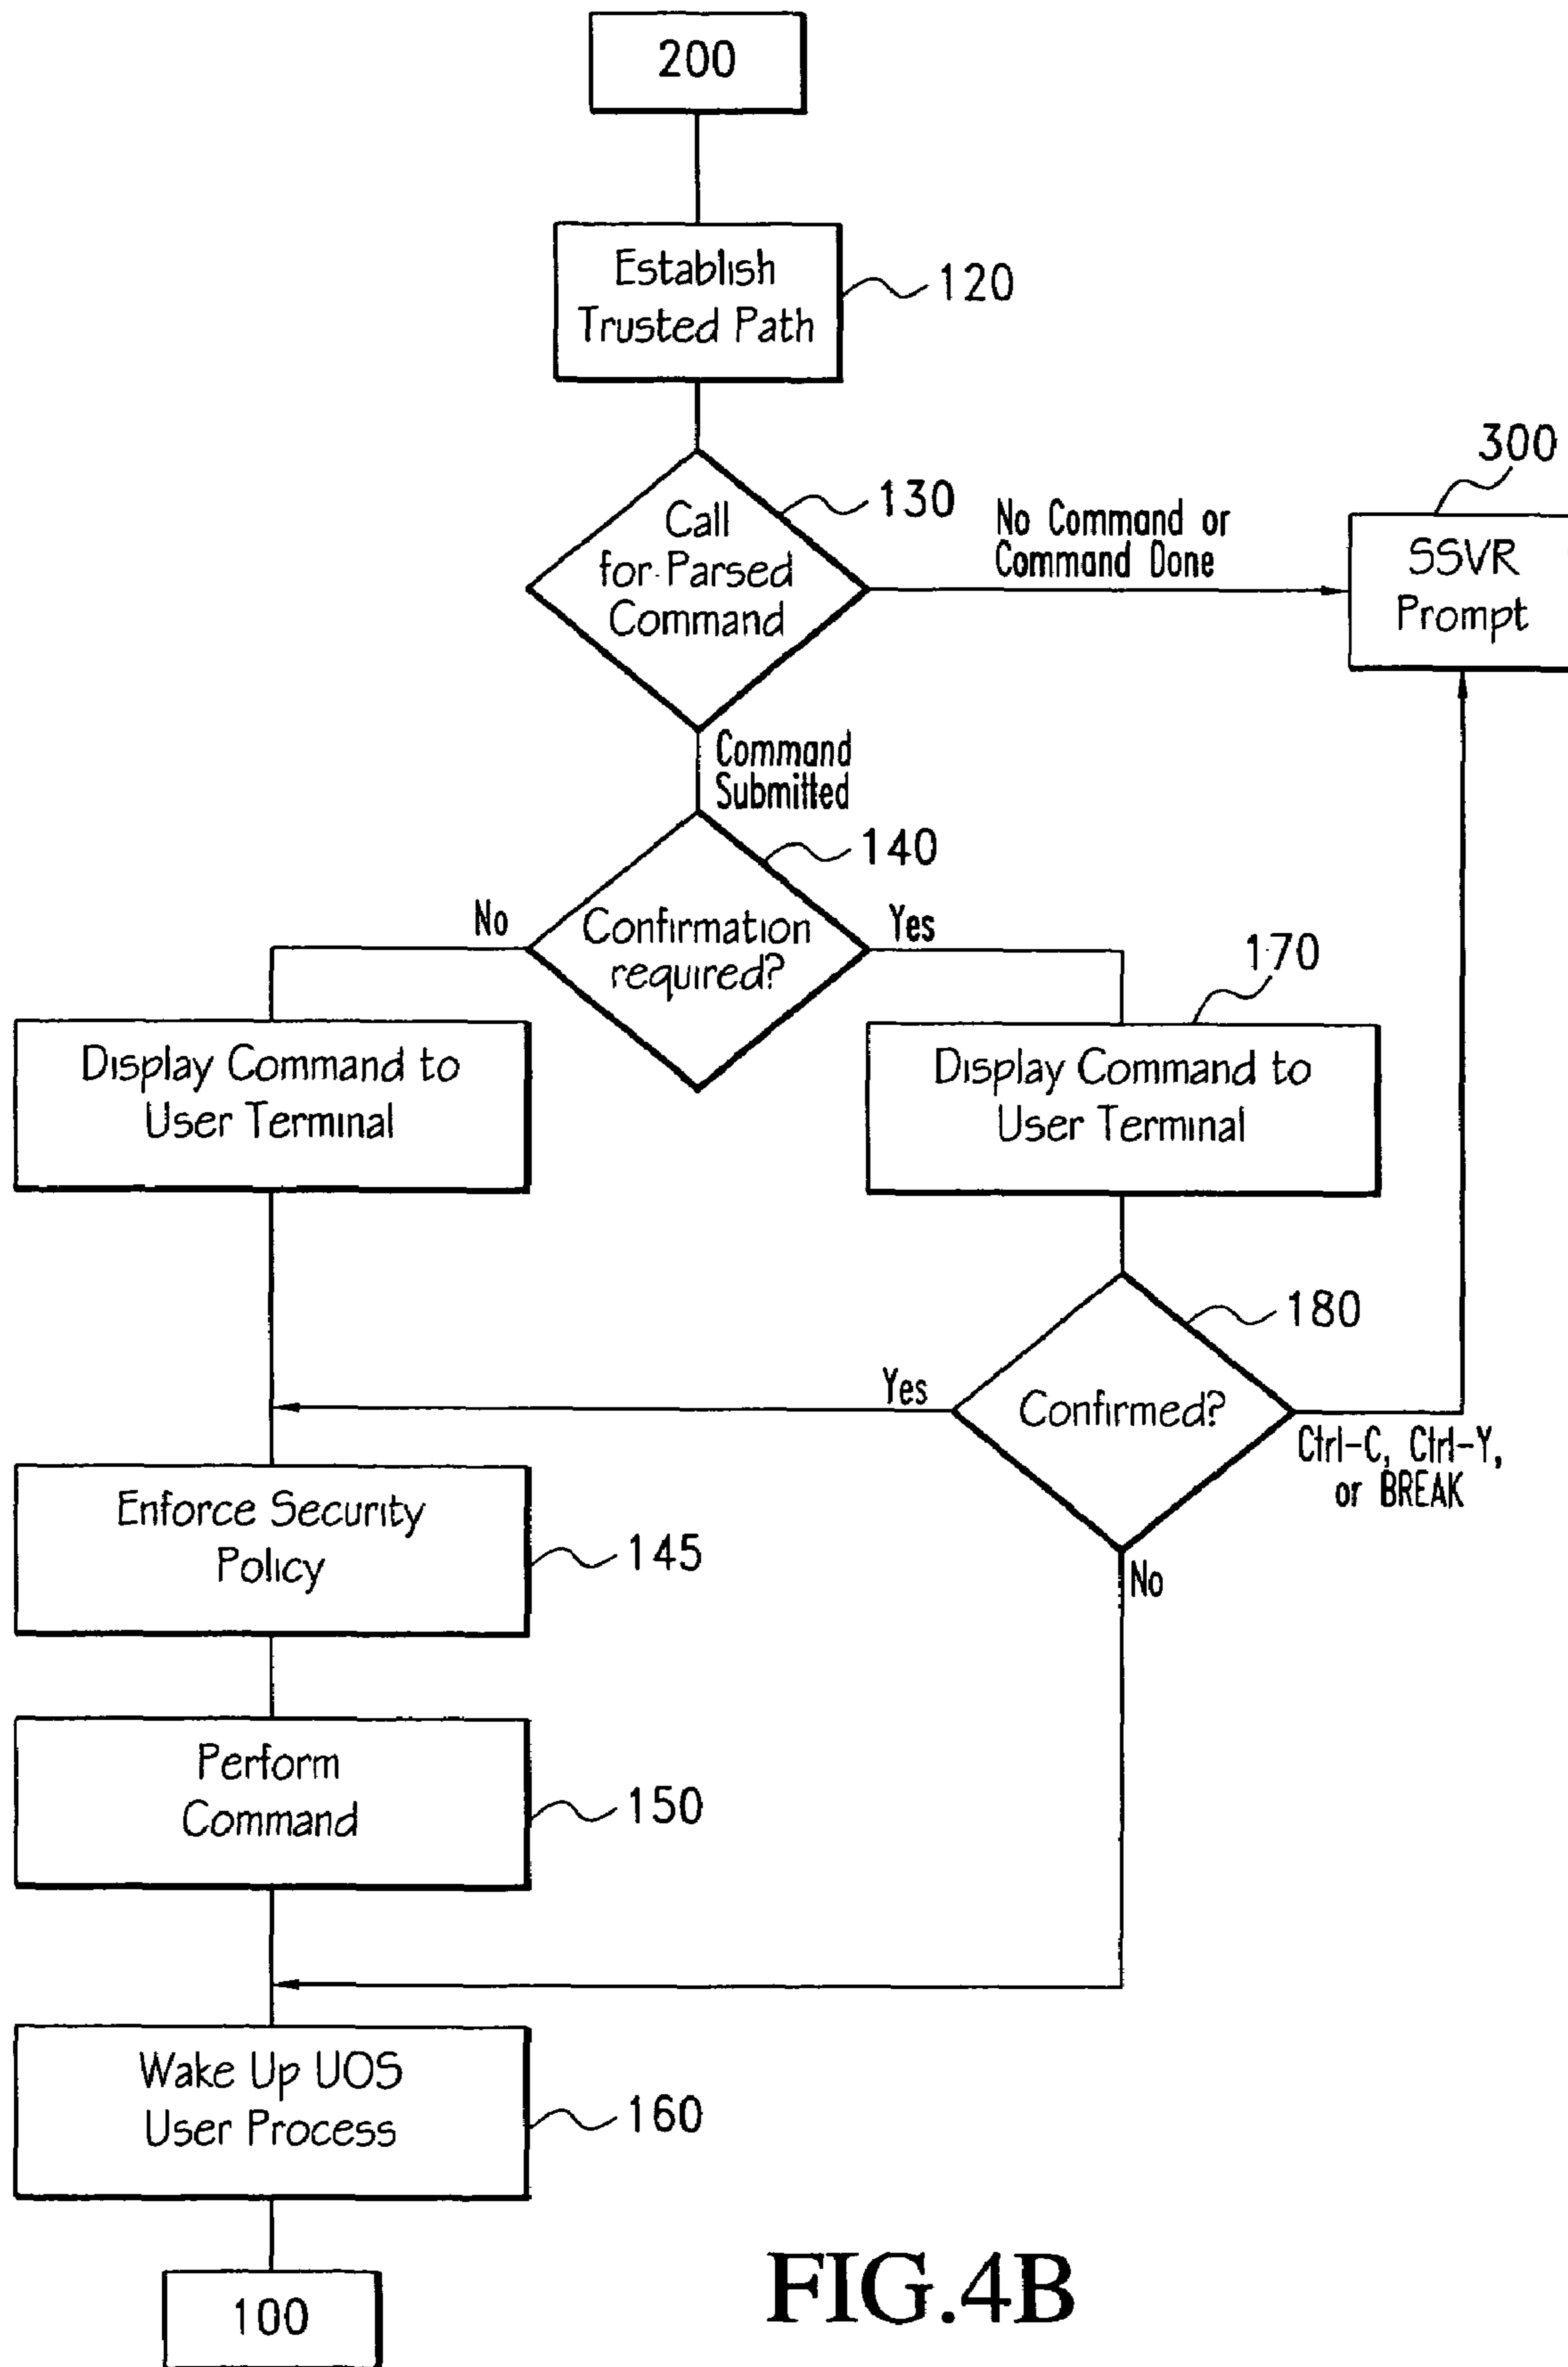 200
Establish
Trusted Path
120
Call
for Parsed
Command
130
No Command or
Command Done
300
SSVR
Prompt
Command
Submitted
Confirmation
required?
140
No
Yes
170
Display Command to
User Terminal
Display Command to
User Terminal
Confirmed?
180
Yes
Ctrl-C, Ctrl-Y,
or BREAK
No
Enforce Security
Policy
145
Perform
Command
150
Wake Up UOS
User Process
160
100
FIG.4B